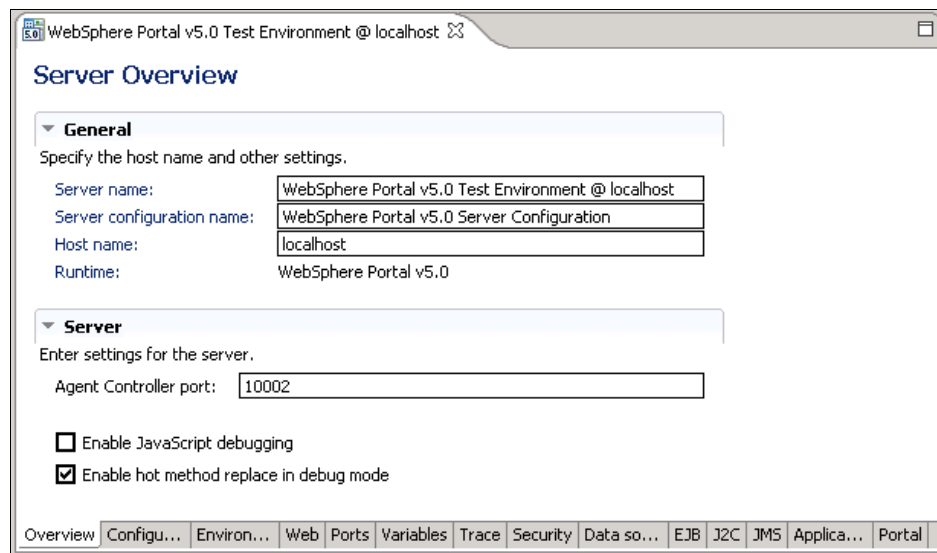 5.0 WebSphere Portal v5.0 Test Environment @ localhost
Server Overview
General
Specify the host name and other settings.
Server name: WebSphere Portal v5.0 Test Environment @ localhost
Server configuration name: WebSphere Portal v5.0 Server Configuration
Host name: localhost
Runtime: WebSphere Portal v5.0
Server
Enter settings for the server.
Agent Controller port: 10002
Enable JavaScript debugging
Enable hot method replace in debug mode
Overview Configu... Environ... Web Ports Variables Trace Security Data so... EJB J2C JMS Applica... Portal